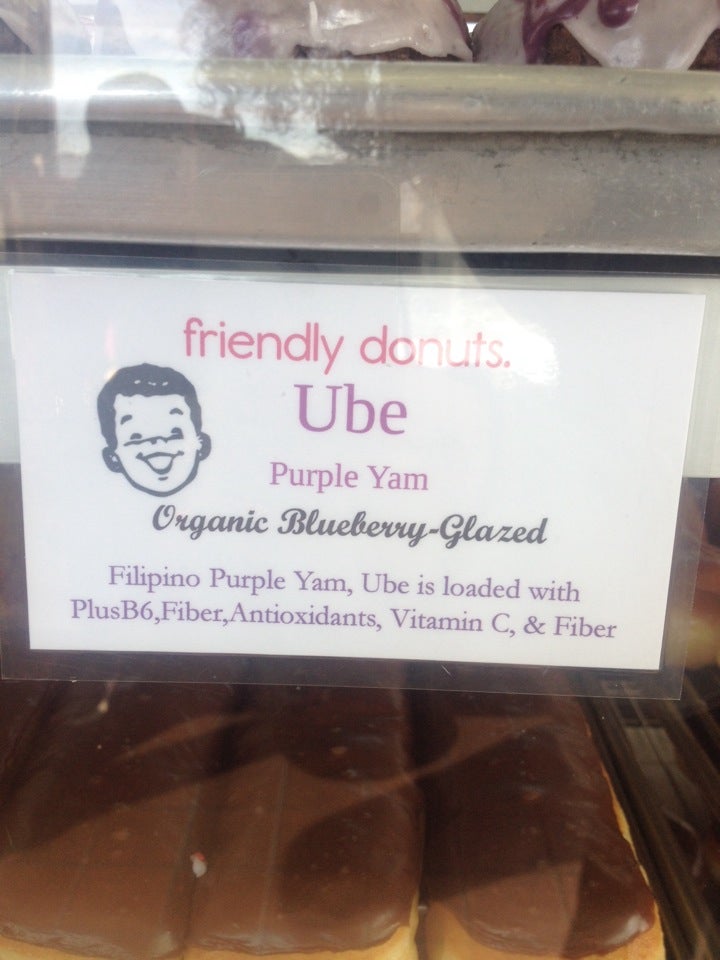 friendly donuts.
Ube
Purple Yam
Organic Blueberry-Glazed
Filipino Purple Yam, Ube is loaded with
PlusB6,Fiber,Antioxidants, Vitamin C, & Fiber